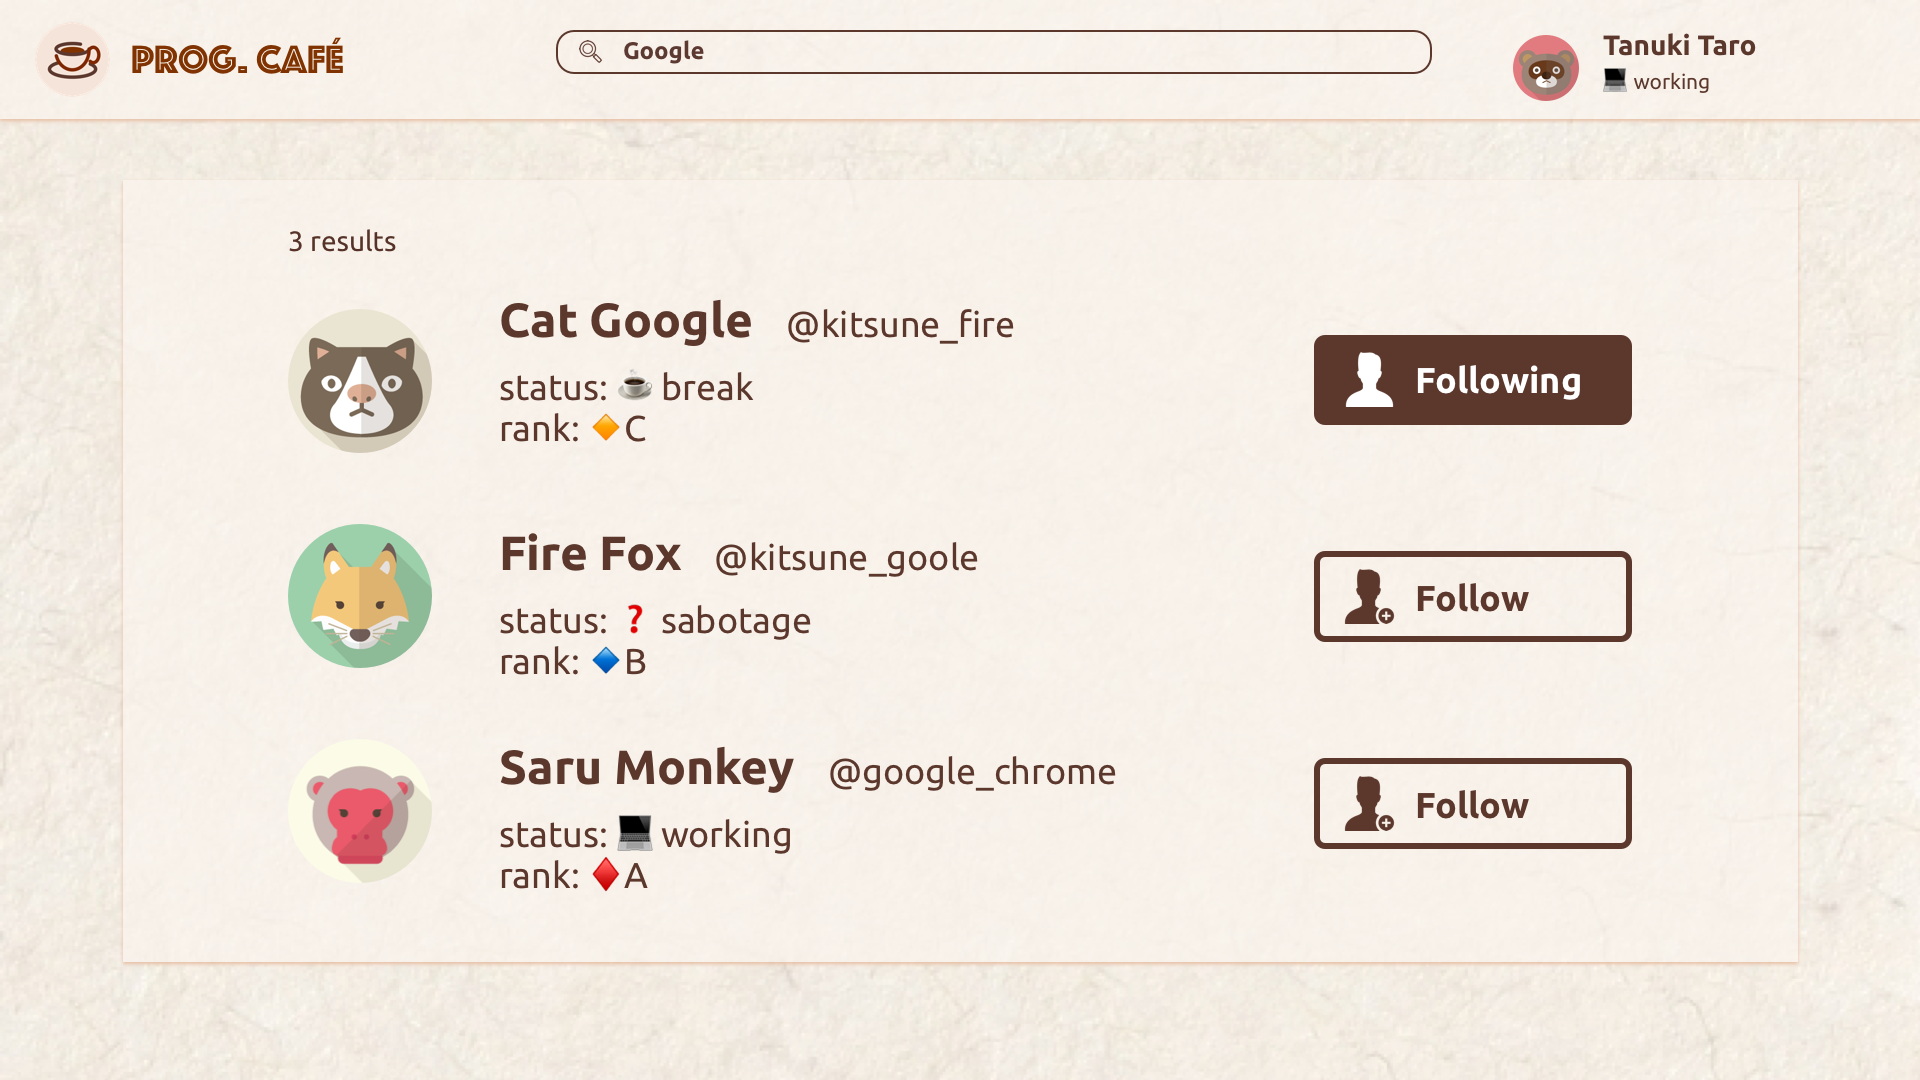 PROG. CAFÉ
Google
Tanuki Taro
working
3 results
Cat Google @kitsune_fire
status: ☕ break
rank: 🔶 C
Following
Fire Fox @kitsune_goole
status: ❓ sabotage
rank: 🔷 B
Follow
Saru Monkey @google_chrome
status: 💻 working
rank: ♦️ A
Follow